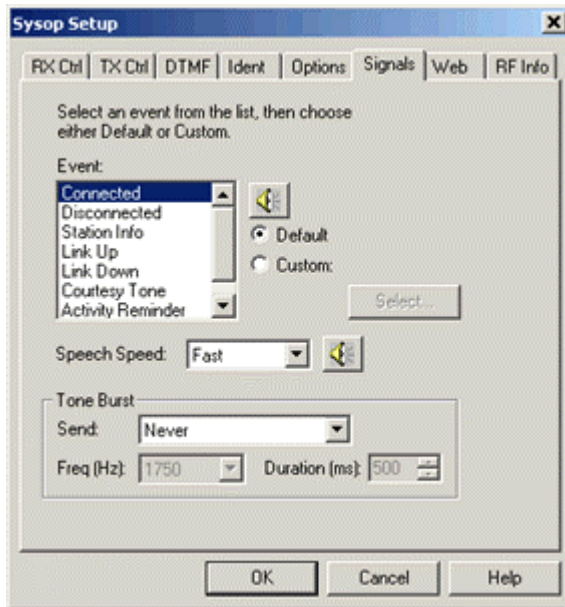 Sysop Setup
RX Ctrl TX Ctrl DTMF Ident Options Signals Web RF Info
Select an event from the list, then choose
either Default or Custom.
Event:
Connected
Disconnected
Station Info
Link Up
Link Down
Courtesy Tone
Activity Reminder
Default
Custom:
Select...
Speech Speed: Fast
Tone Burst
Send: Never
Freq (Hz): 1750 Duration (ms): 500
OK Cancel Help